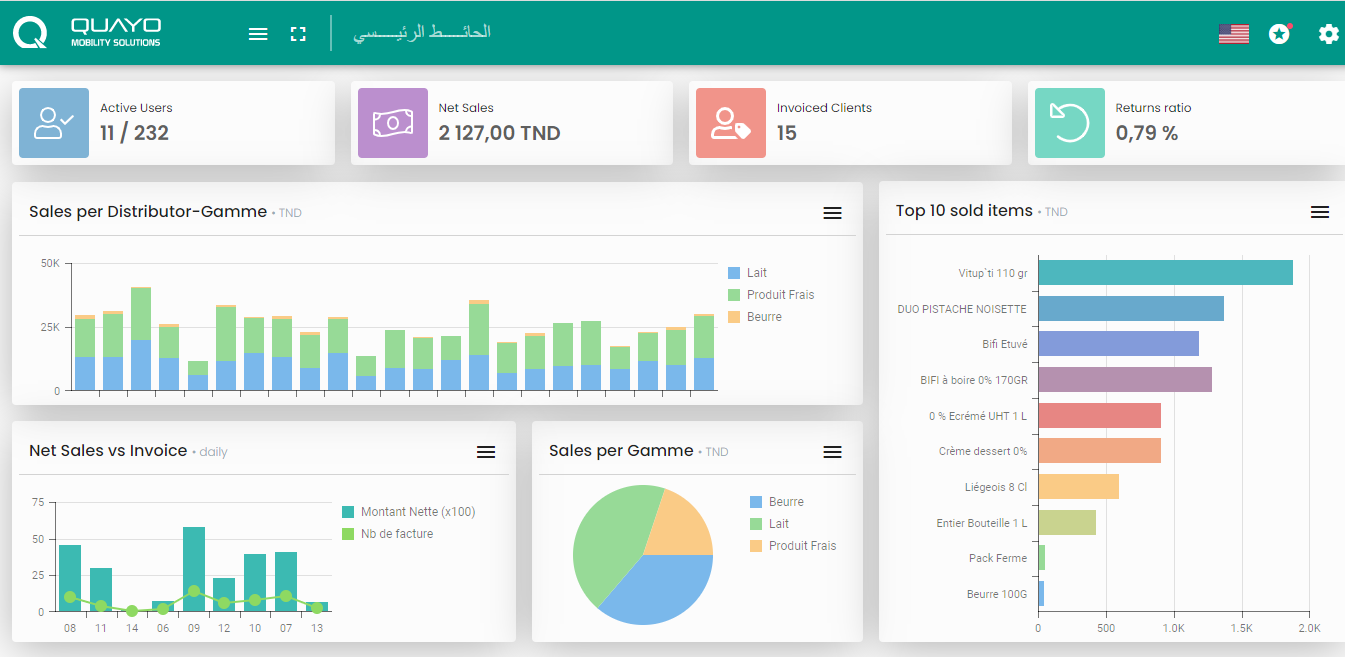 QUAYO
MOBILITY SOLUTIONS
الحائــــط الرئيـــــسي
Active Users
11 / 232
Net Sales
2 127,00 TND
Invoiced Clients
15
Returns ratio
0,79 %
Sales per Distributor-Gamme • TND
50K
25K
0
Lait
Produit Frais
Beurre
Top 10 sold items • TND
Vitup`ti 110 gr
DUO PISTACHE NOISETTE
Bifi Etuvé
BIFI à boire 0% 170GR
0 % Ecrémé UHT 1 L
Crème dessert 0%
Liégeois 8 Cl
Entier Bouteille 1 L
Pack Ferme
Beurre 100G
0 500 1.0K 1.5K 2.0K
Net Sales vs Invoice • daily
75
50
25
0
08 11 14 06 09 12 10 07 13
Montant Nette (x100)
Nb de facture
Sales per Gamme • TND
Beurre
Lait
Produit Frais